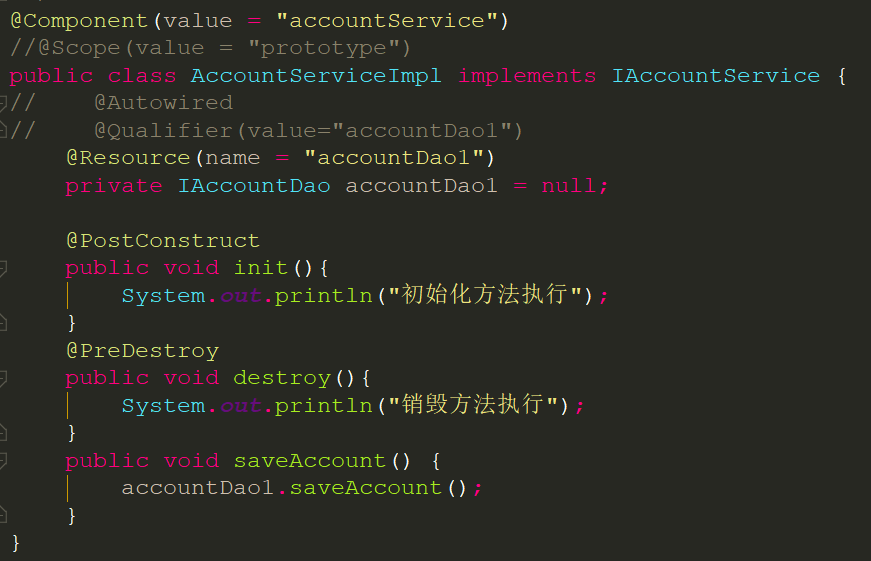 @Component(value = "accountService")
//@Scope(value = "prototype")
public class AccountServiceImpl implements IAccountService {
//    @Autowired
//    @Qualifier(value="accountDao1")
    @Resource(name = "accountDao1")
    private IAccountDao accountDao1 = null;

    @PostConstruct
    public void init(){
        System.out.println("初始化方法执行");
    }
    @PreDestroy
    public void destroy(){
        System.out.println("销毁方法执行");
    }
    public void saveAccount() {
        accountDao1.saveAccount();
    }
}